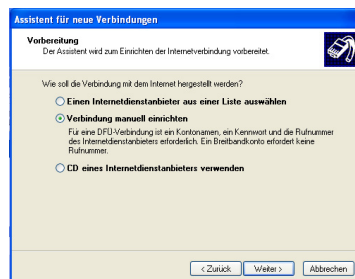 Assistent für neue Verbindungen
Vorbereitung
Der Assistent wird zum Einrichten der Internetverbindung vorbereitet.
Wie soll die Verbindung mit dem Internet hergestellt werden?
Einen Internetdienstanbieter aus einer Liste auswählen
Verbindung manuell einrichten
Für eine DFÜ-Verbindung ist ein Kontonamen, ein Kennwort und die Rufnummer
des Internetdienstanbieters erforderlich. Ein Breitbandkonto erfordert keine
Rufnummer.
CD eines Internetdienstanbieters verwenden
< Zurück Weiter > Abbrechen